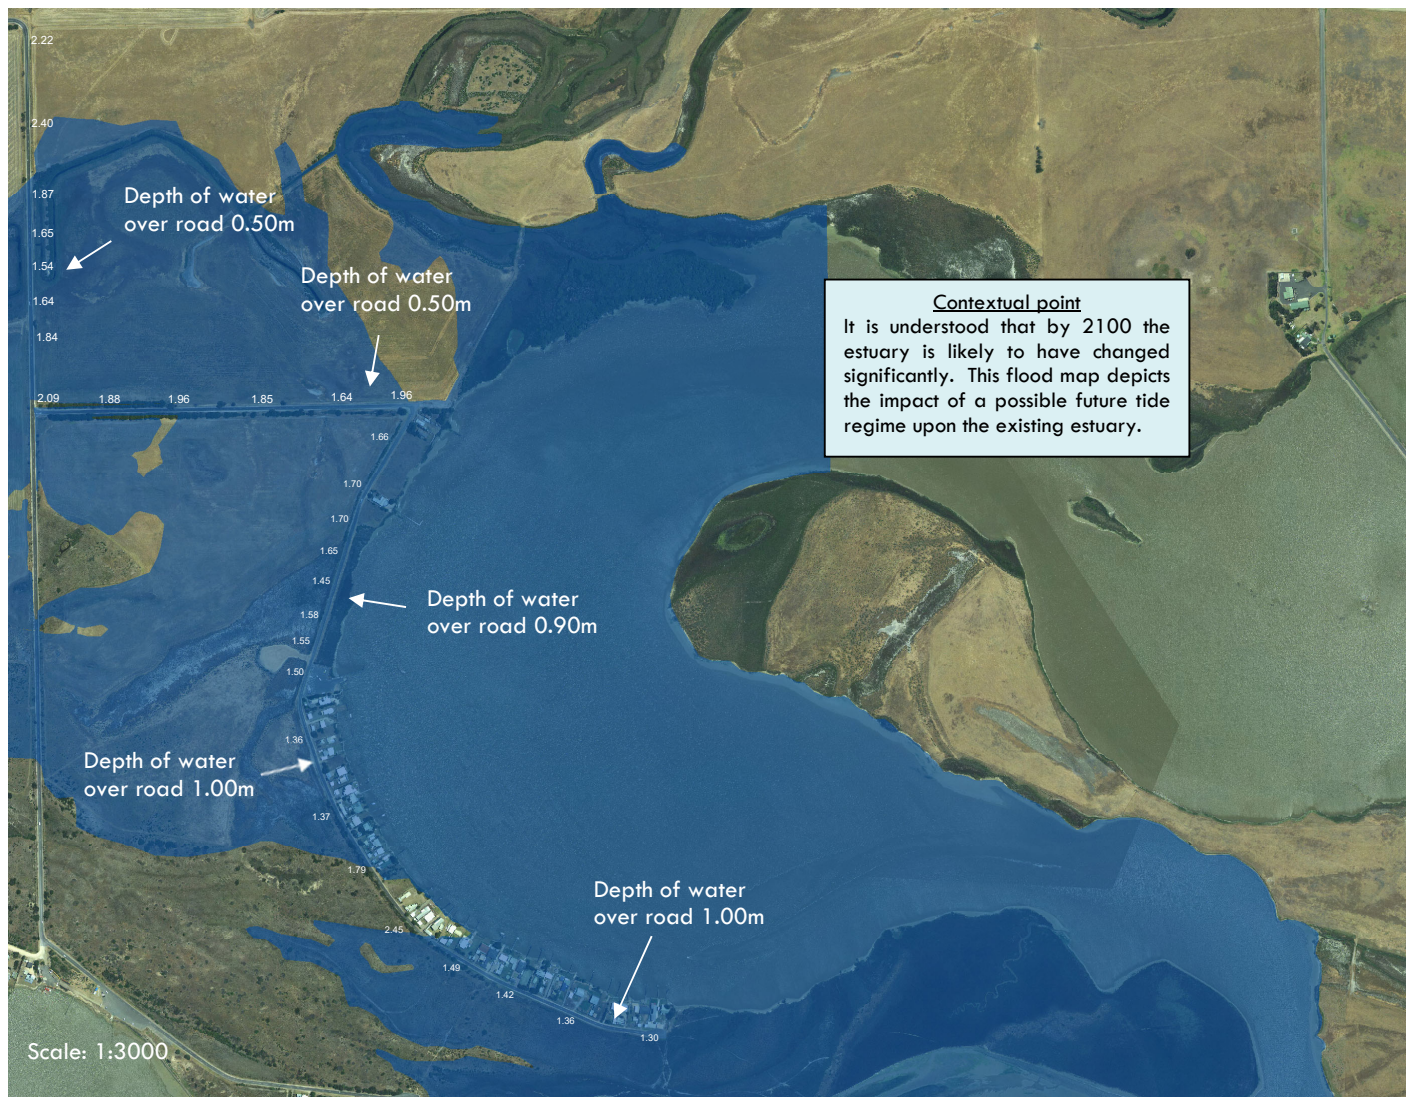 2.22
2.40
1.87
Depth of water
over road 0.50m
1.65
1.54
1.64
1.84
Depth of water
over road 0.50m
Contextual point
It is understood that by 2100 the
estuary is likely to have changed
significantly. This flood map depicts
the impact of a possible future tide
regime upon the existing estuary.
2.09 1.88 1.96 1.85 1.64 1.96
1.66
1.70
1.70
1.65
1.45
1.58
1.55
1.50
Depth of water
over road 0.90m
1.36
Depth of water
over road 1.00m
1.37
1.79
Depth of water
over road 1.00m
2.45
1.49
1.42
1.36
1.30
Scale: 1:3000